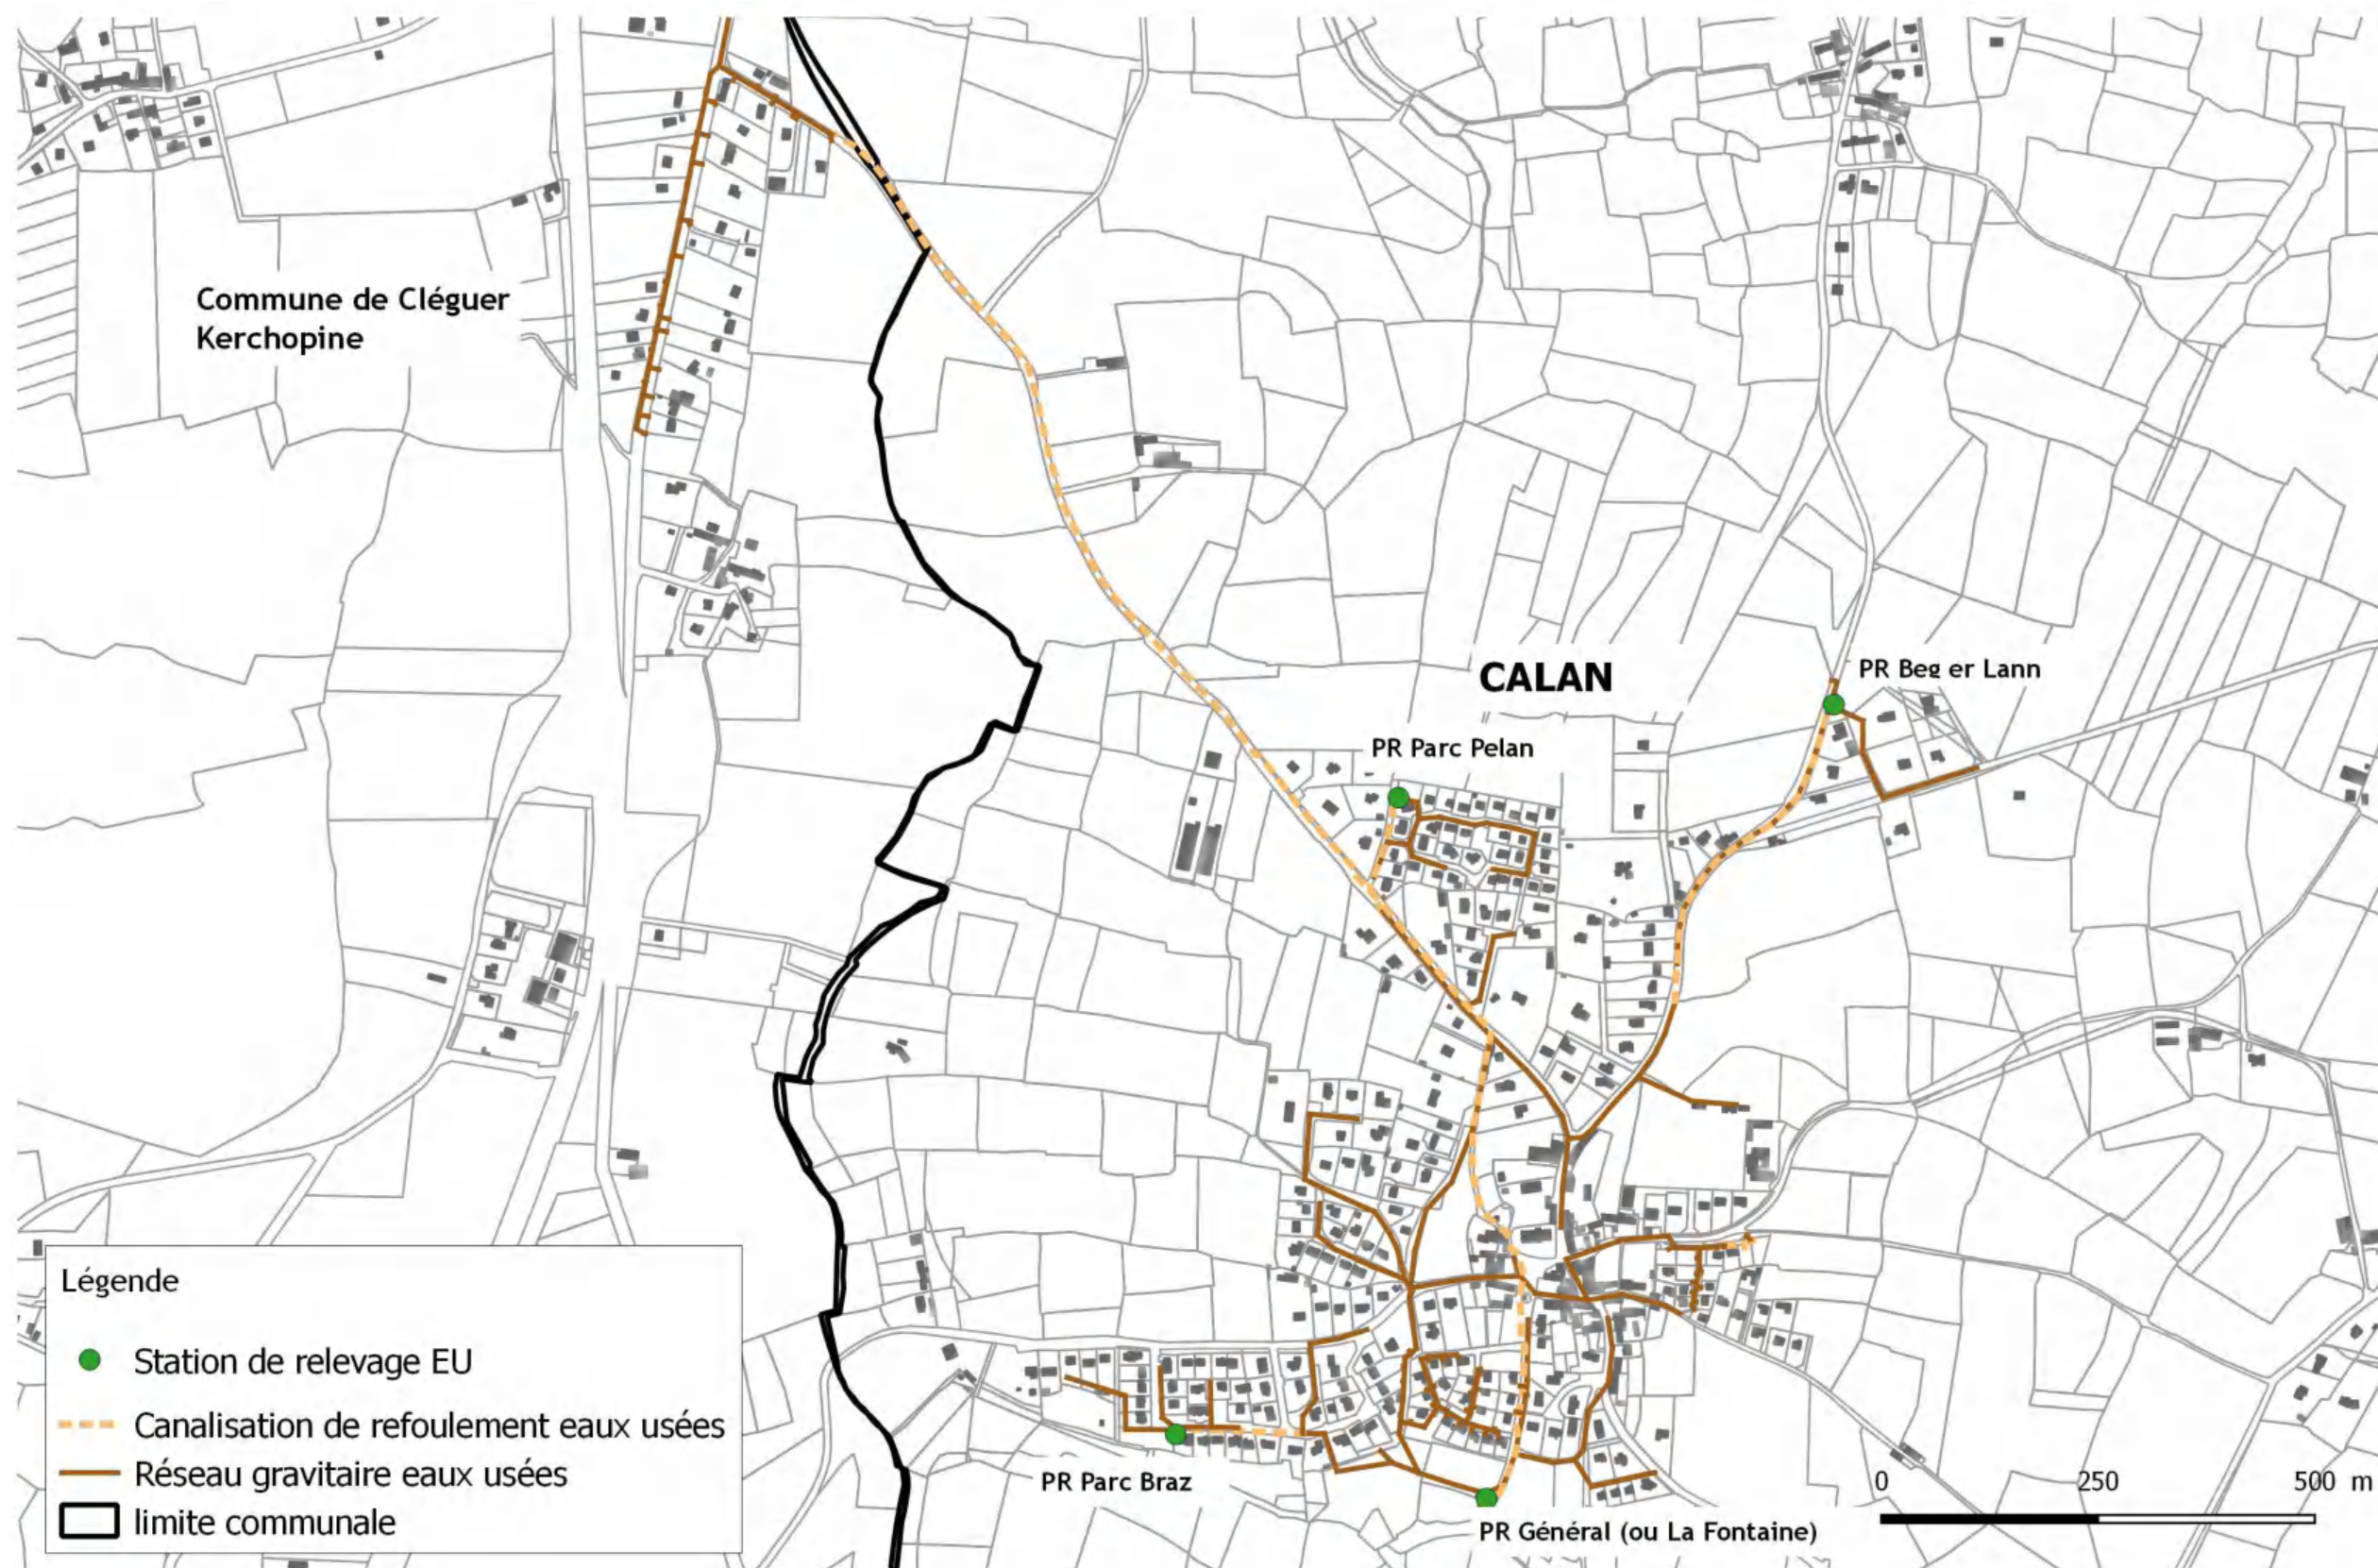 Commune de Cléguer
Kerchopine
CALAN
PR Beg er Lann
PR Parc Pelan
Légende
Station de relevage EU
Canalisation de refoulement eaux usées
Réseau gravitaire eaux usées
limite communale
PR Parc Braz
PR Général (ou La Fontaine)
0 250 500 m